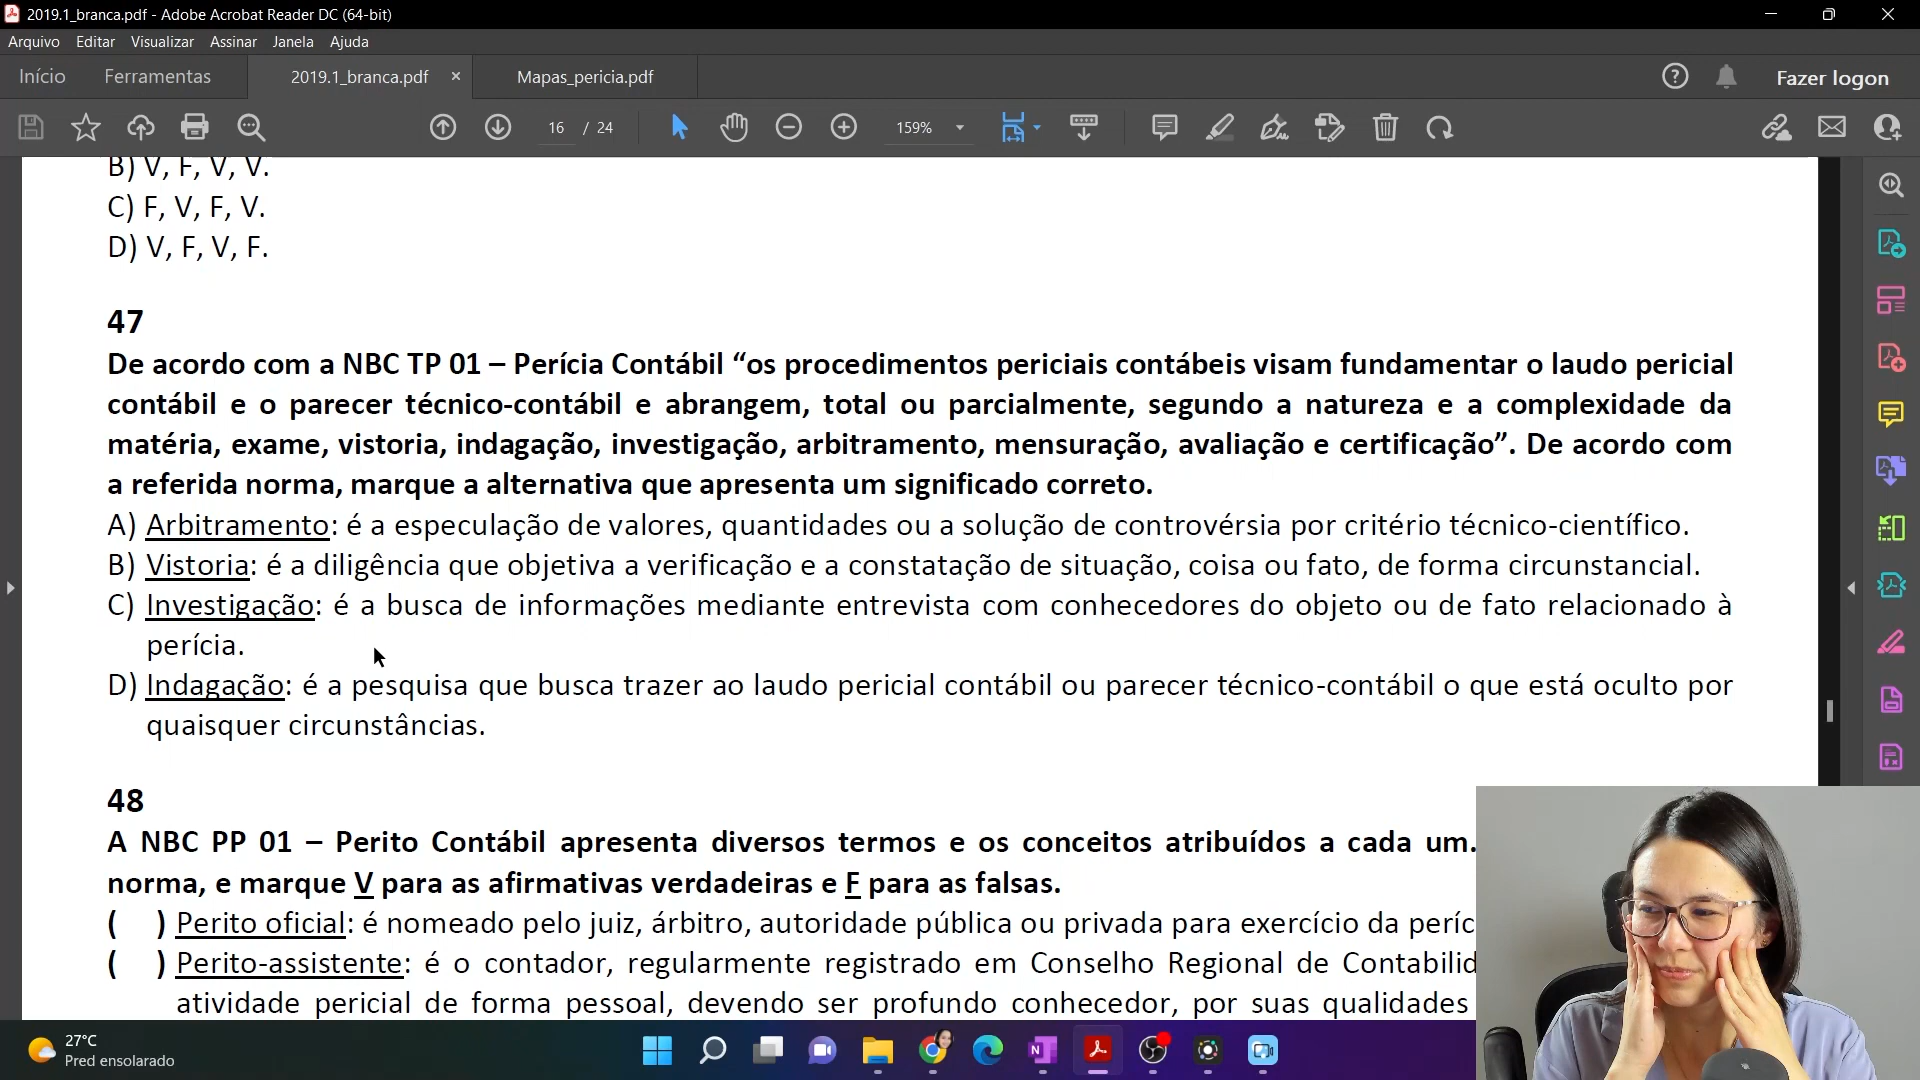 2019.1_branca.pdf - Adobe Acrobat Reader DC (64-bit)
Arquivo Editar Visualizar Assinar Janela Ajuda
Início Ferramentas 2019.1_branca.pdf × Mapas_pericia.pdf Fazer logon
16 / 24 159%
B) V, F, V, V.
C) F, V, F, V.
D) V, F, V, F.
47
De acordo com a NBC TP 01 – Perícia Contábil “os procedimentos periciais contábeis visam fundamentar o laudo pericial
contábil e o parecer técnico-contábil e abrangem, total ou parcialmente, segundo a natureza e a complexidade da
matéria, exame, vistoria, indagação, investigação, arbitramento, mensuração, avaliação e certificação”. De acordo com
a referida norma, marque a alternativa que apresenta um significado correto.
A) Arbitramento: é a especulação de valores, quantidades ou a solução de controvérsia por critério técnico-científico.
B) Vistoria: é a diligência que objetiva a verificação e a constatação de situação, coisa ou fato, de forma circunstancial.
C) Investigação: é a busca de informações mediante entrevista com conhecedores do objeto ou de fato relacionado à
perícia.
D) Indagação: é a pesquisa que busca trazer ao laudo pericial contábil ou parecer técnico-contábil o que está oculto por
quaisquer circunstâncias.
48
A NBC PP 01 – Perito Contábil apresenta diversos termos e os conceitos atribuídos a cada um.
norma, e marque V para as afirmativas verdadeiras e F para as falsas.
( ) Perito oficial: é nomeado pelo juiz, árbitro, autoridade pública ou privada para exercício da períc
( ) Perito-assistente: é o contador, regularmente registrado em Conselho Regional de Contabilid
atividade pericial de forma pessoal, devendo ser profundo conhecedor, por suas qualidades
27°C
Pred ensolarado